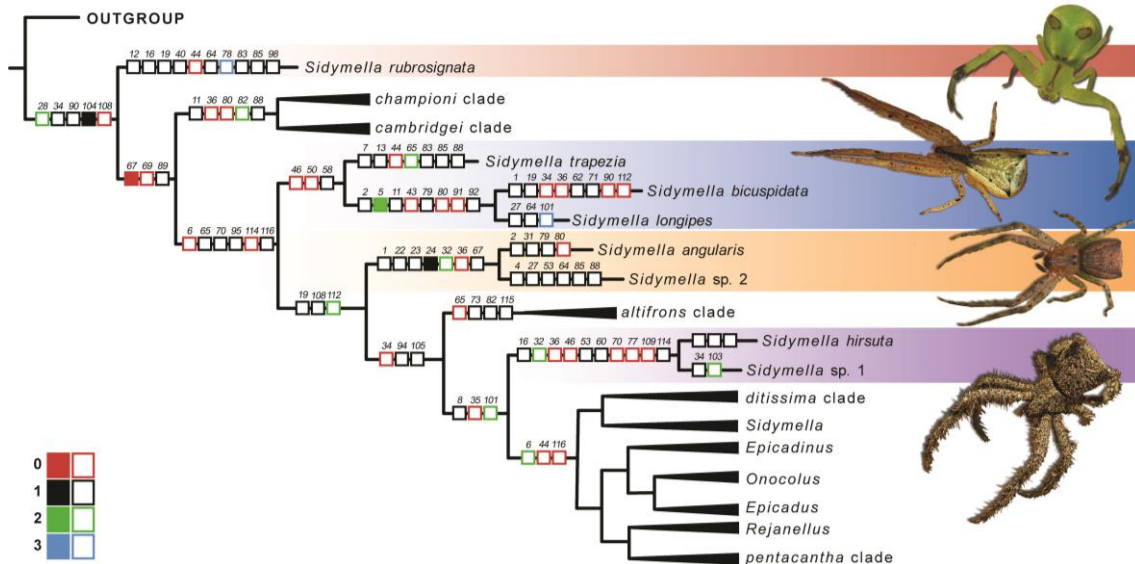 OUTGROUP
12 16 19 40 44 64 78 83 85 98
Sidymella rubrosignata
28 34 90 104 108
11 36 80 82 88
championi clade
cambridgei clade
67 69 89
7 13 44 65 83 85 88
Sidymella trapezia
46 50 58
1 19 34 36 62 71 90 112
Sidymella bicuspidata
2 5 11 43 79 80 91 92
27 64 101
Sidymella longipes
6 65 70 95 114 116
2 31 79 80
Sidymella angularis
1 22 23 24 32 36 67
4 27 53 64 85 88
Sidymella sp. 2
19 108 112
65 73 82 115
altifrons clade
34 94 105
16 32 36 46 53 60 70 77 109 114
Sidymella hirsuta
34 103
Sidymella sp. 1
8 35 101
ditissima clade
Sidymella
6 44 116
Epicadinus
Onocolus
Epicadus
Rejanellus
pentacantha clade
0
1
2
3